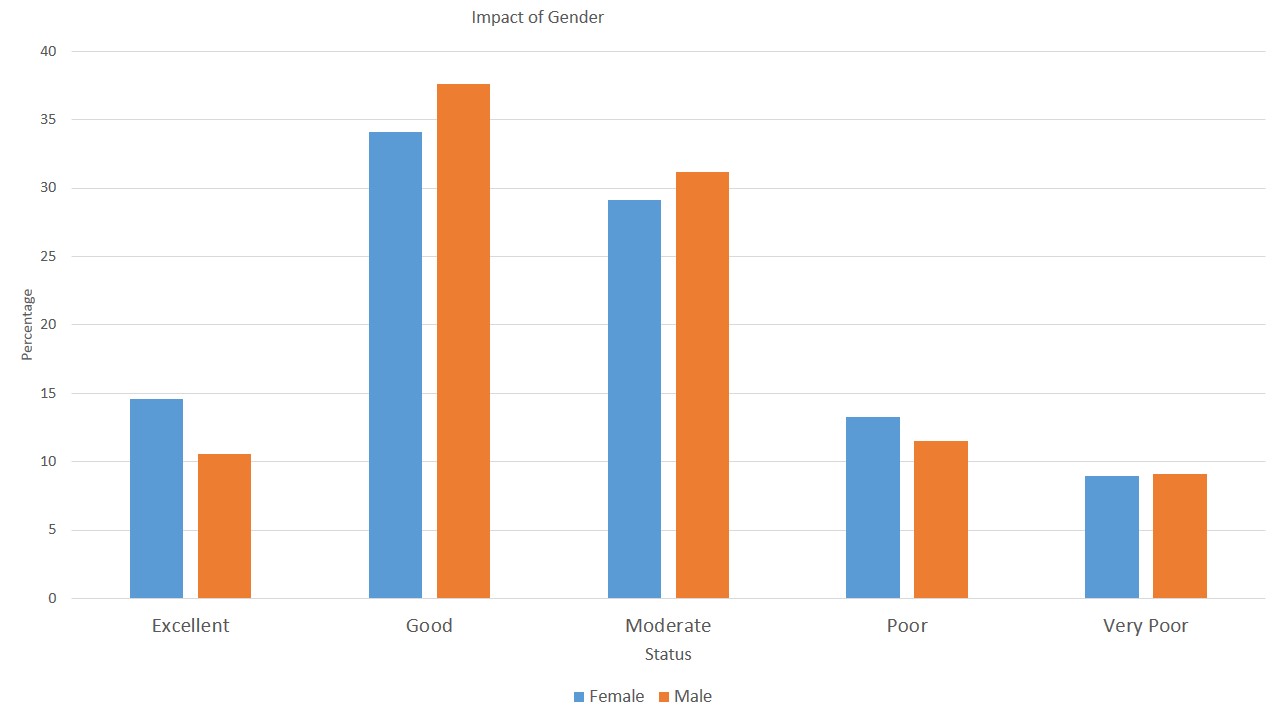 Impact of Gender
40
35
30
25
20
15
10
5
0
Percentage
Excellent Good Moderate Poor Very Poor
Status
Female Male